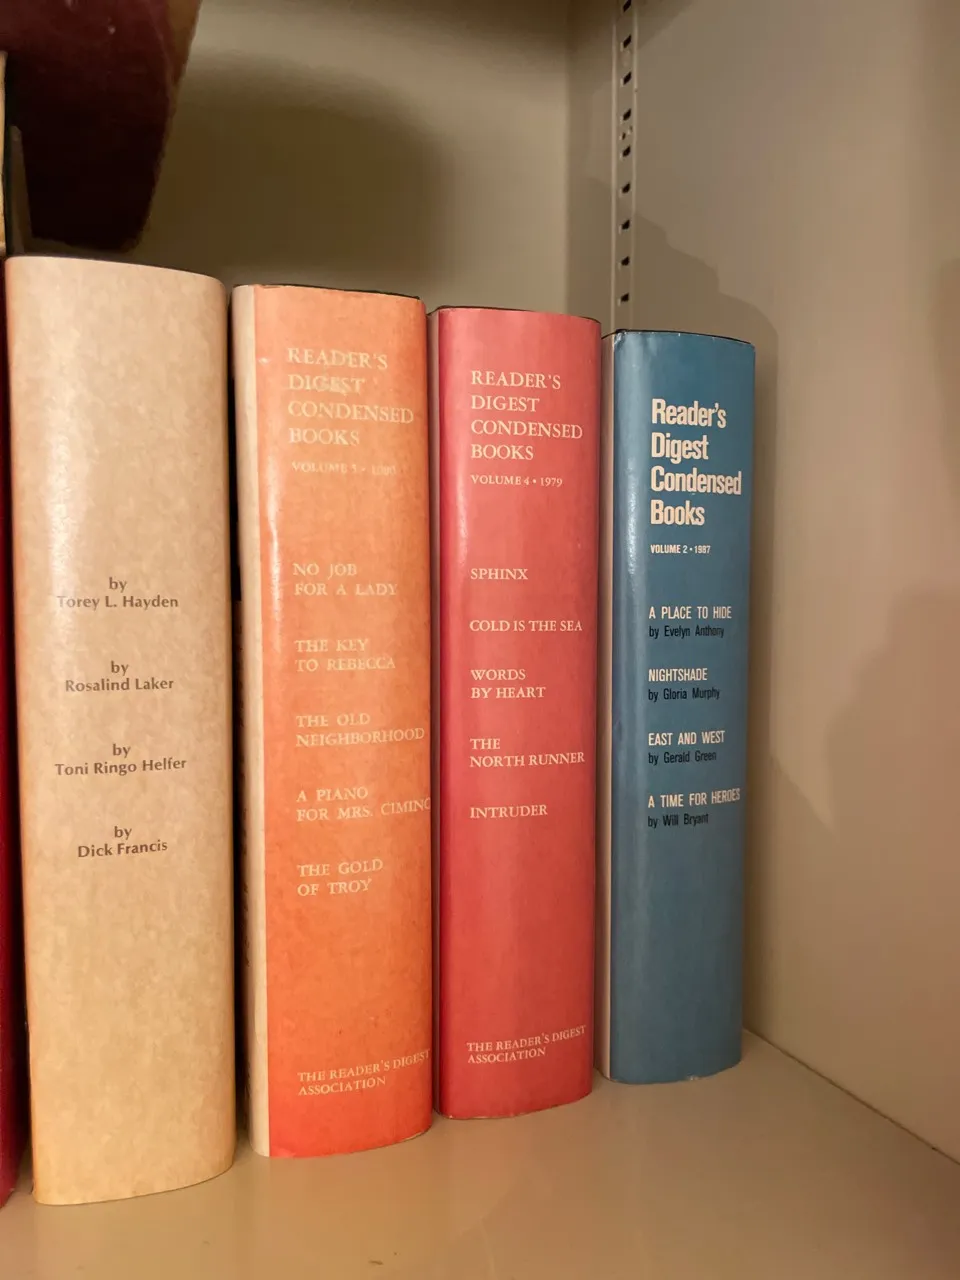 by
Torey L. Hayden
by
Rosalind Laker
by
Toni Ringo Helfer
by
Dick Francis
READER'S
DIGEST
CONDENSED
BOOKS
VOLUME 5 • 1980
NO JOB
FOR A LADY
THE KEY
TO REBECCA
THE OLD
NEIGHBORHOOD
A PIANO
FOR MRS. CIMINO
THE GOLD
OF TROY
THE READER'S DIGEST
ASSOCIATION
READER'S
DIGEST
CONDENSED
BOOKS
VOLUME 4 • 1979
SPHINX
COLD IS THE SEA
WORDS
BY HEART
THE
NORTH RUNNER
INTRUDER
THE READER'S DIGEST
ASSOCIATION
Reader's
Digest
Condensed
Books
VOLUME 2 • 1987
A PLACE TO HIDE
by Evelyn Anthony
NIGHTSHADE
by Gloria Murphy
EAST AND WEST
by Gerald Green
A TIME FOR HEROES
by Will Bryant